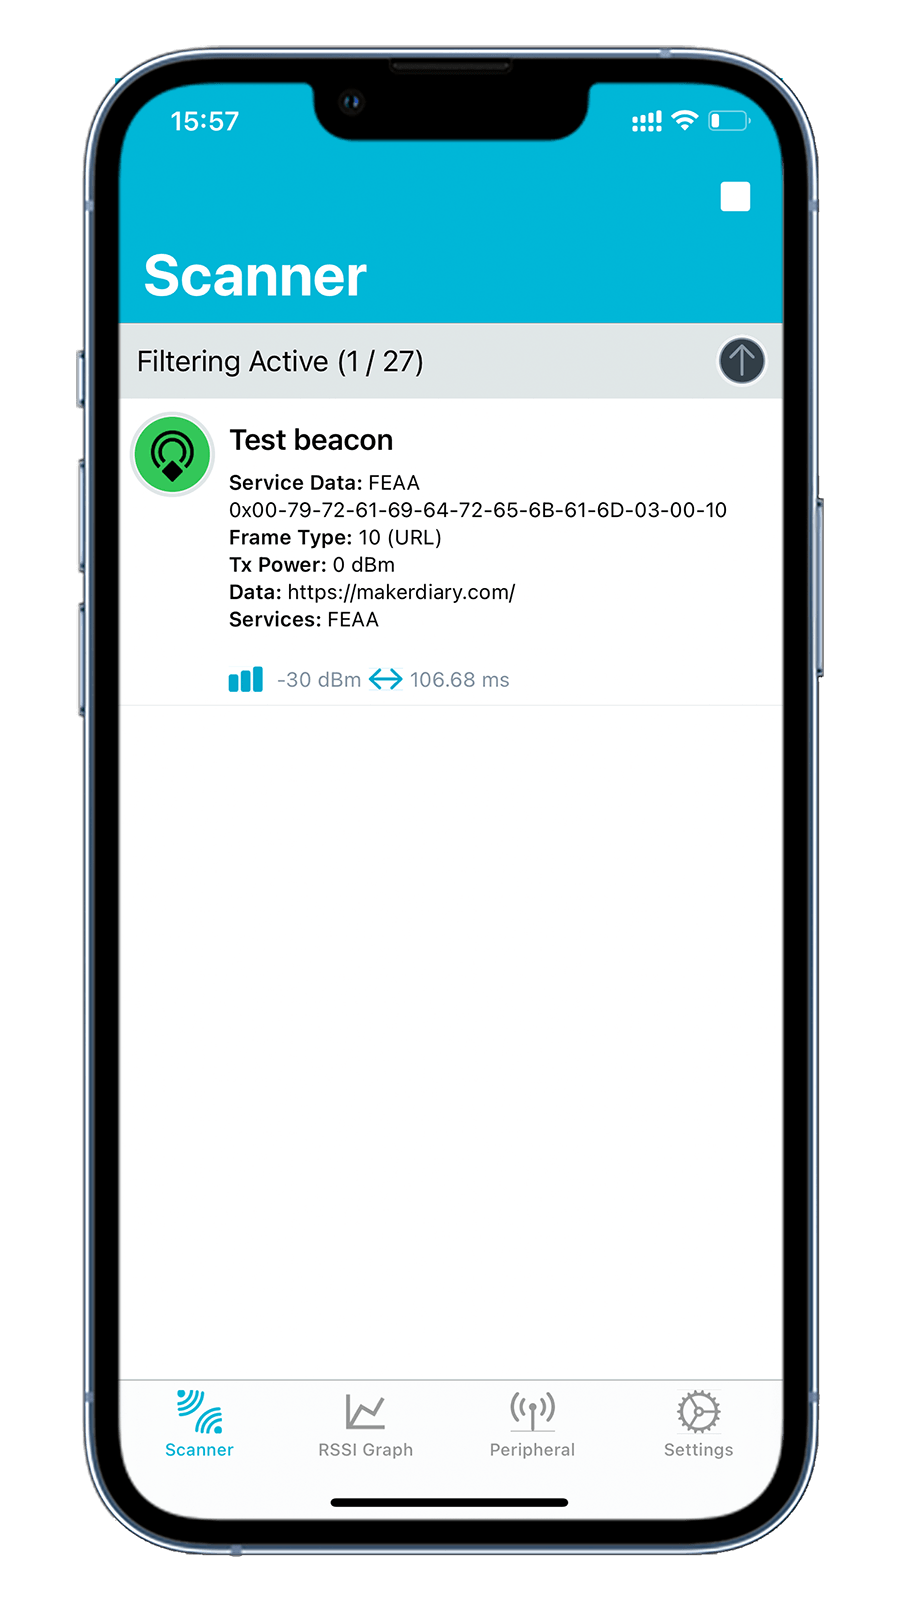 15:57
Scanner
Filtering Active (1 / 27)
Test beacon
Service Data: FEAA
0x00-79-72-61-69-64-72-65-6B-61-6D-03-00-10
Frame Type: 10 (URL)
Tx Power: 0 dBm
Data: https://makerdiary.com/
Services: FEAA
-30 dBm 106.68 ms
Scanner RSSI Graph Peripheral Settings